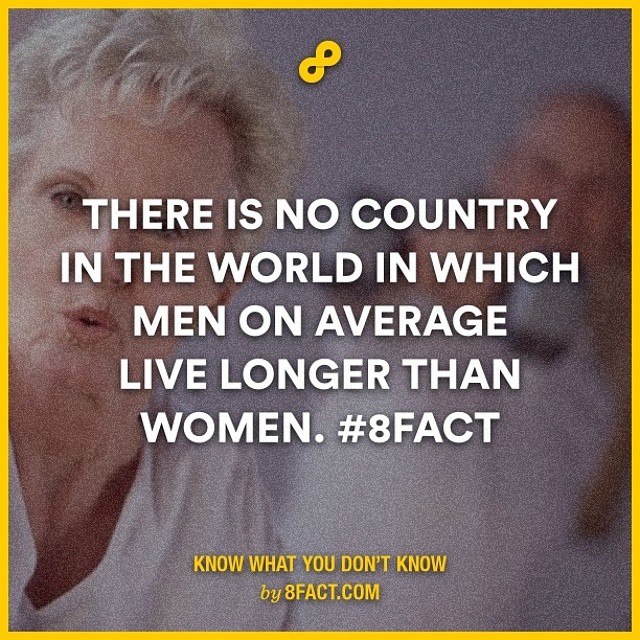 THERE IS NO COUNTRY
IN THE WORLD IN WHICH
MEN ON AVERAGE
LIVE LONGER THAN
WOMEN. #8FACT
KNOW WHAT YOU DON'T KNOW
by 8FACT.COM